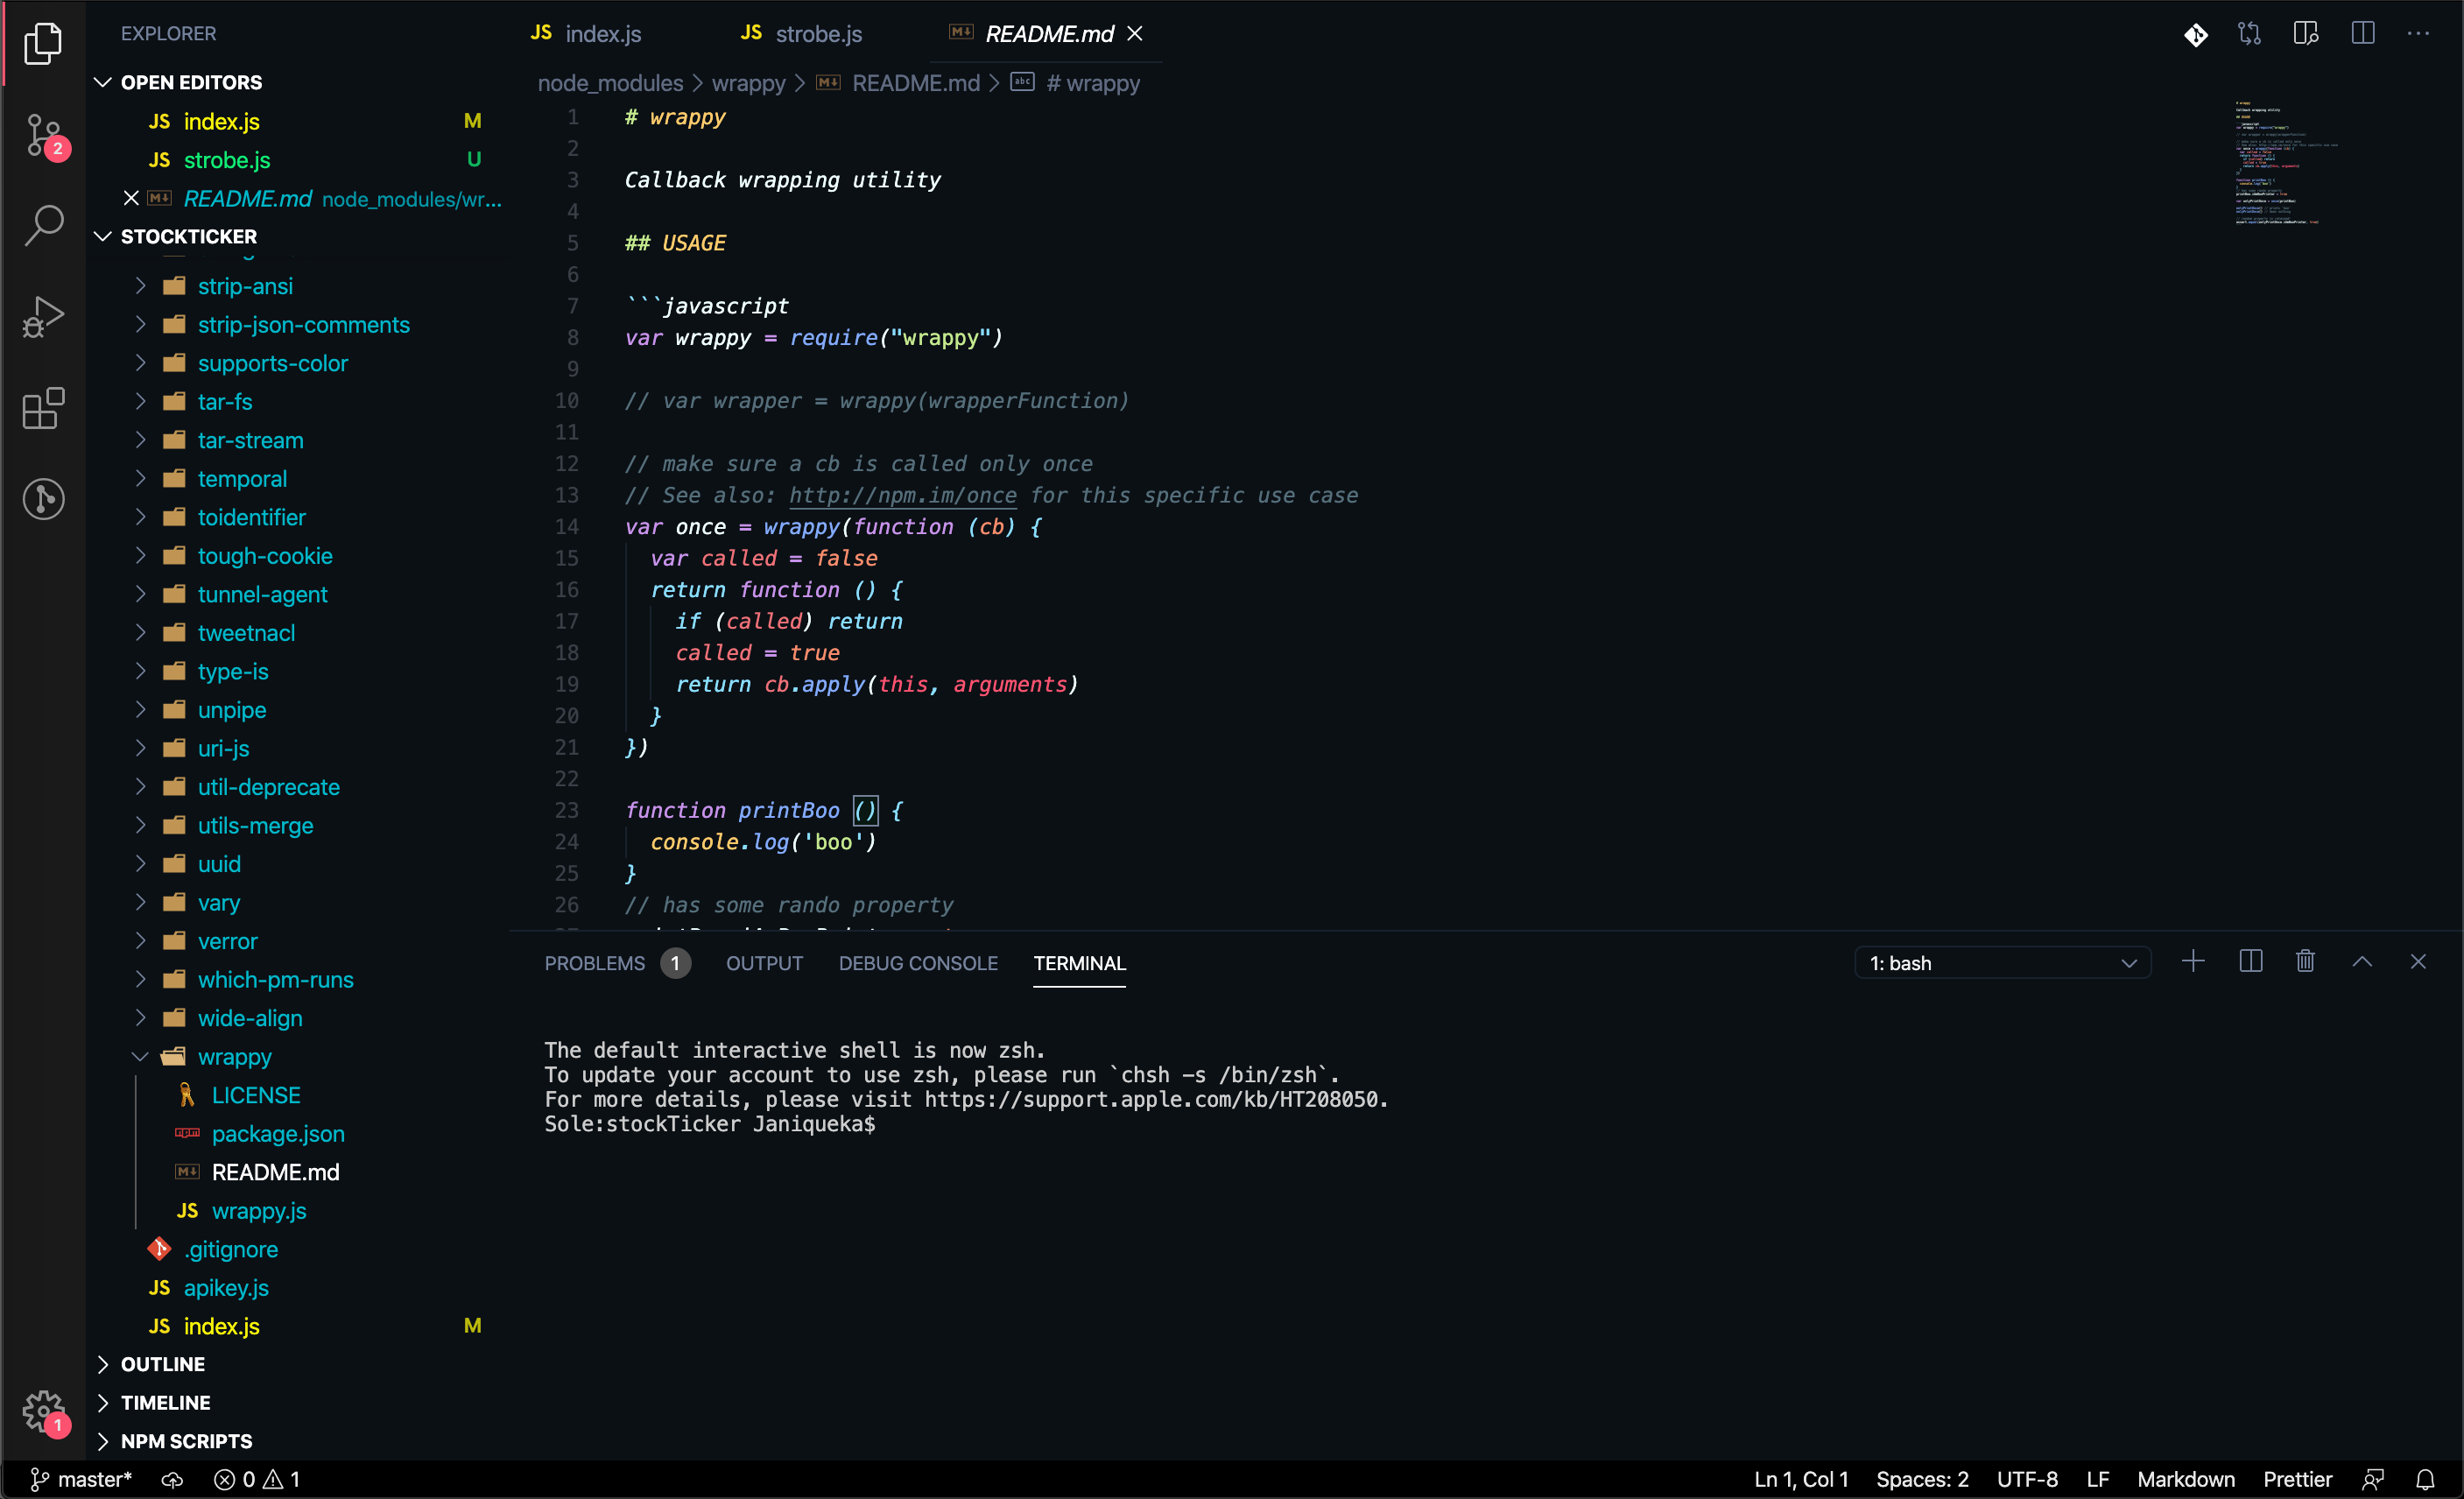 EXPLORER
OPEN EDITORS
JS index.js M
JS strobe.js U
README.md node_modules/wr...
STOCKTICKER
strip-ansi
strip-json-comments
supports-color
tar-fs
tar-stream
temporal
toidentifier
tough-cookie
tunnel-agent
tweetnacl
type-is
unpipe
uri-js
util-deprecate
utils-merge
uuid
vary
verror
which-pm-runs
wide-align
wrappy
LICENSE
package.json
README.md
JS wrappy.js
.gitignore
JS apikey.js
JS index.js M
OUTLINE
TIMELINE
NPM SCRIPTS
2
1
JS index.js JS strobe.js README.md
node_modules > wrappy > README.md > abc # wrappy
1 # wrappy
2
3 Callback wrapping utility
4
5 ## USAGE
6
7 ```javascript
8 var wrappy = require("wrappy")
9
10 // var wrapper = wrappy(wrapperFunction)
11
12 // make sure a cb is called only once
13 // See also: http://npm.im/once for this specific use case
14 var once = wrappy(function (cb) {
15 var called = false
16 return function () {
17 if (called) return
18 called = true
19 return cb.apply(this, arguments)
20 }
21 })
22
23 function printBoo () {
24 console.log('boo')
25 }
26 // has some rando property
PROBLEMS 1 OUTPUT DEBUG CONSOLE TERMINAL 1: bash
The default interactive shell is now zsh.
To update your account to use zsh, please run `chsh -s /bin/zsh`.
For more details, please visit https://support.apple.com/kb/HT208050.
Sole:stockTicker Janiqueka$
master* 0 1 Ln 1, Col 1 Spaces: 2 UTF-8 LF Markdown Prettier